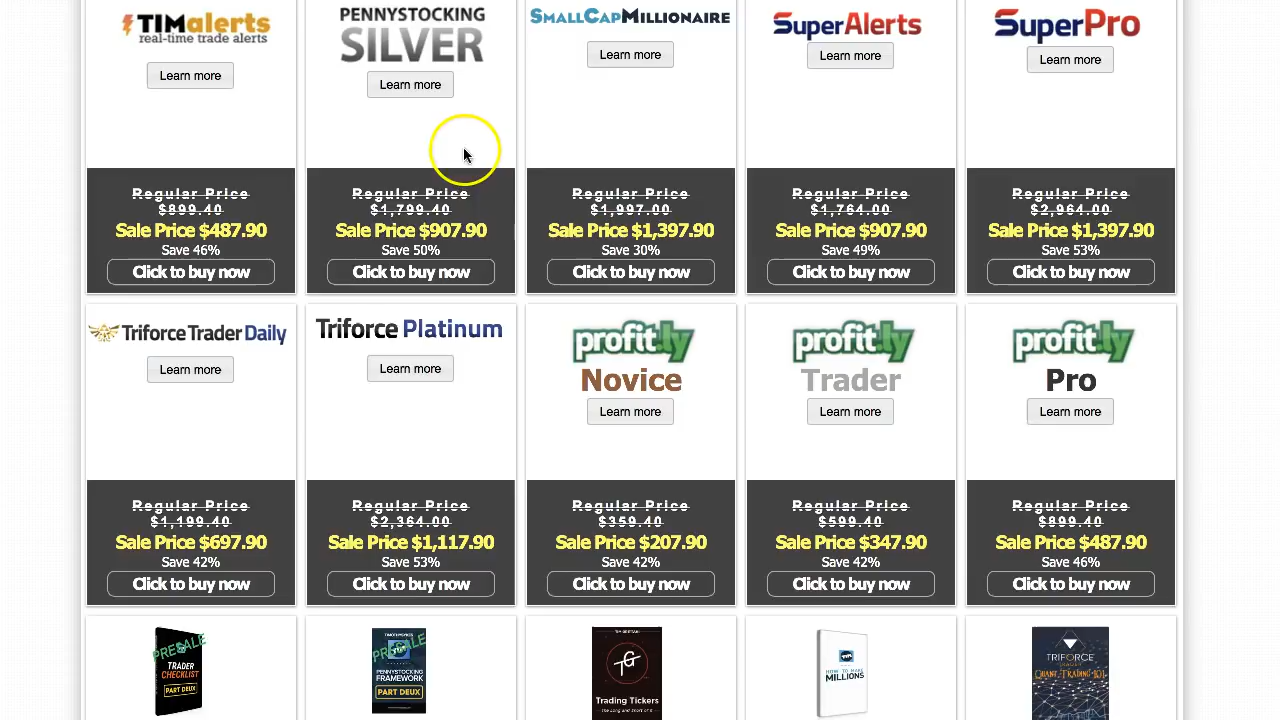 TIMalerts
real-time trade alerts
Learn more
Regular Price
$899.40
Sale Price $487.90
Save 46%
Click to buy now
PENNYSTOCKING
SILVER
Learn more
Regular Price
$1,799.40
Sale Price $907.90
Save 50%
Click to buy now
SMALLCAPMILLIONAIRE
Learn more
Regular Price
$1,997.00
Sale Price $1,397.90
Save 30%
Click to buy now
SuperAlerts
Learn more
Regular Price
$1,764.00
Sale Price $907.90
Save 49%
Click to buy now
SuperPro
Learn more
Regular Price
$2,964.00
Sale Price $1,397.90
Save 53%
Click to buy now
Triforce Trader Daily
Learn more
Regular Price
$1,199.40
Sale Price $697.90
Save 42%
Click to buy now
Triforce Platinum
Learn more
Regular Price
$2,364.00
Sale Price $1,117.90
Save 53%
Click to buy now
profit.ly
Novice
Learn more
Regular Price
$359.40
Sale Price $207.90
Save 42%
Click to buy now
profit.ly
Trader
Learn more
Regular Price
$599.40
Sale Price $347.90
Save 42%
Click to buy now
profit.ly
Pro
Learn more
Regular Price
$899.40
Sale Price $487.90
Save 46%
Click to buy now
PRESALE
TRADER
CHECKLIST
PART DEUX
PRESALE
PENNYSTOCKING
FRAMEWORK
PART DEUX
Trading Tickers
HOW TO MAKE
MILLIONS
TRIFORCE
QUANT TRADING 101